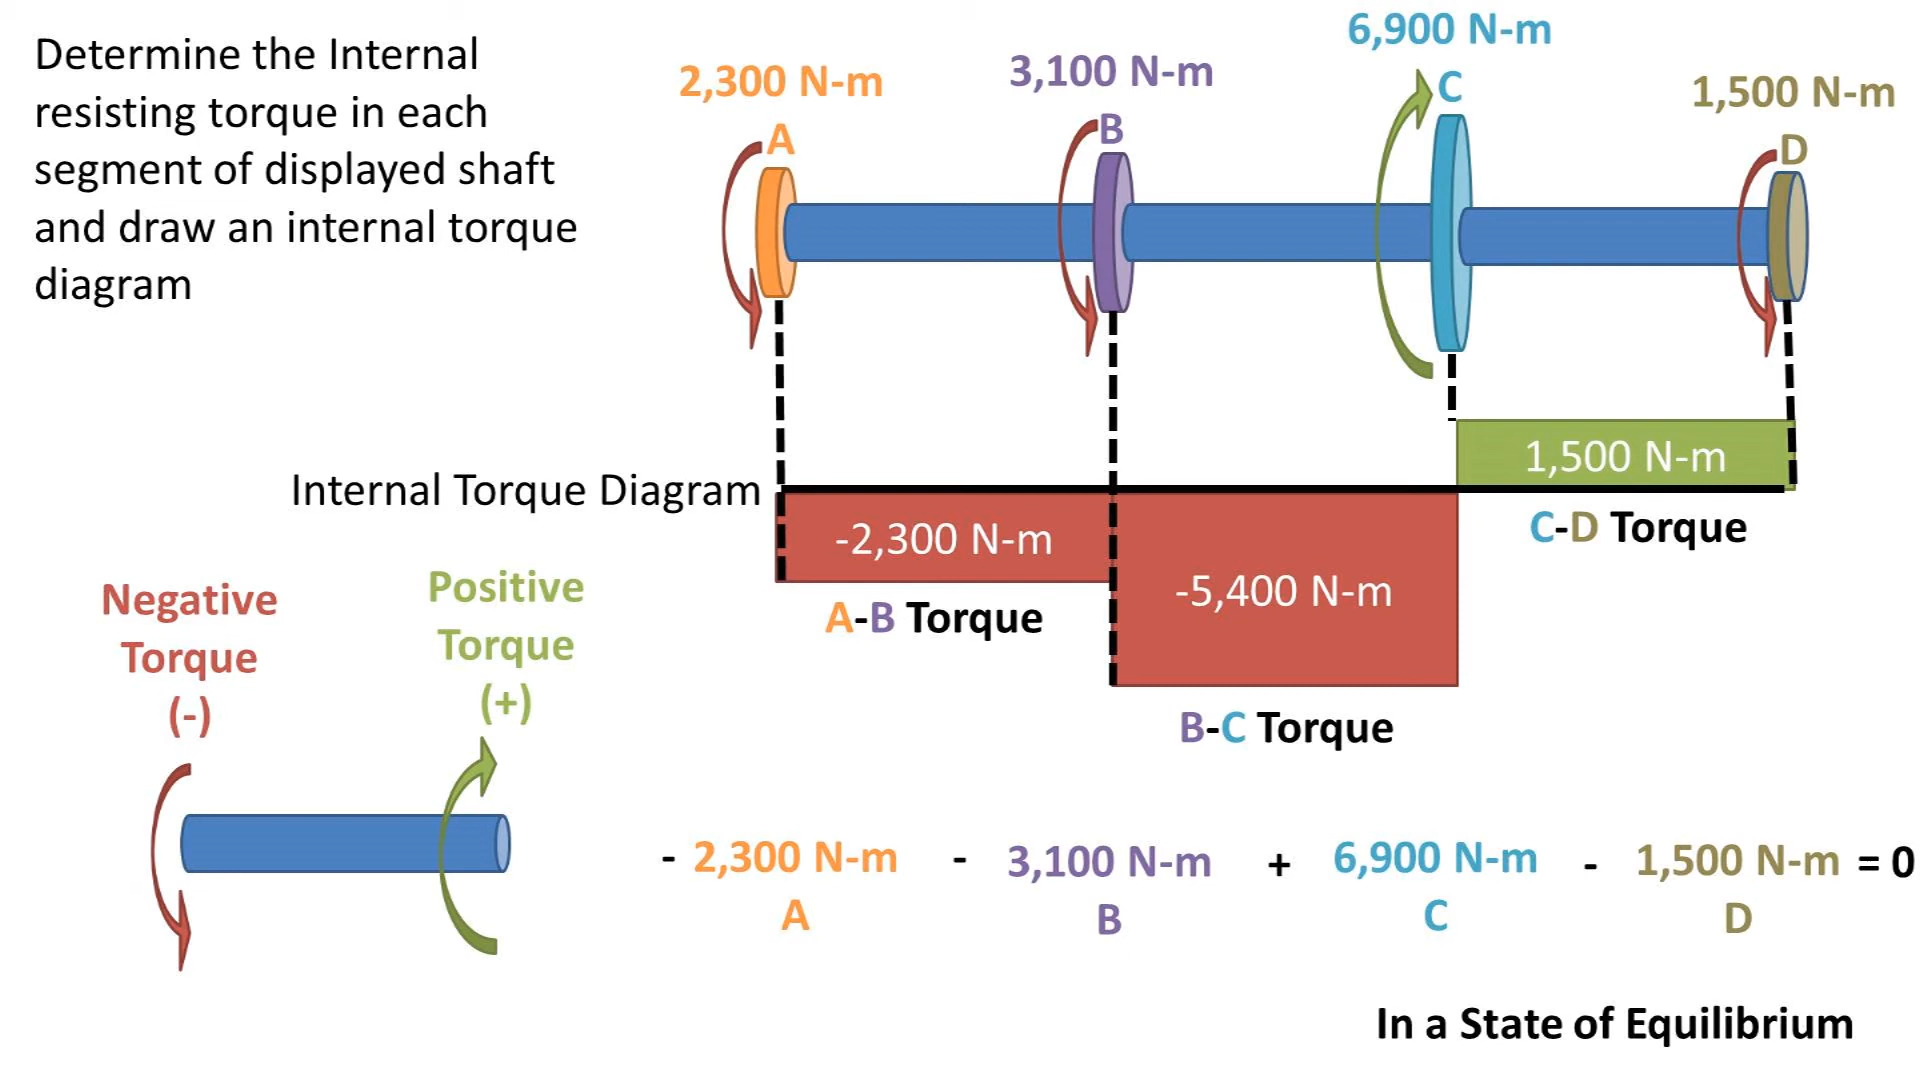 Determine the Internal
resisting torque in each
segment of displayed shaft
and draw an internal torque
diagram
2,300 N-m
A
3,100 N-m
B
6,900 N-m
C
1,500 N-m
D
Internal Torque Diagram
-2,300 N-m
A-B Torque
-5,400 N-m
B-C Torque
1,500 N-m
C-D Torque
Negative
Torque
(-)
Positive
Torque
(+)
- 2,300 N-m - 3,100 N-m + 6,900 N-m - 1,500 N-m = 0
A B C D
In a State of Equilibrium